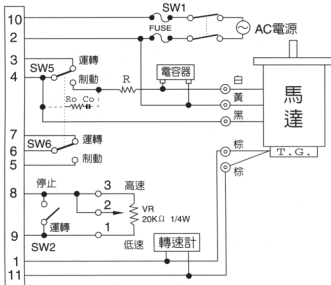 10
SW1
FUSE
AC電源
2
3
運轉
4
SW5
制動
R
Ro Co
電容器
白
黃
黑
馬達
7
運轉
SW6
6
制動
5
棕
T.G.
棕
8
停止
3
高速
2
VR
20KΩ 1/4W
運轉
9
SW2
1
低速
轉速計
1
11